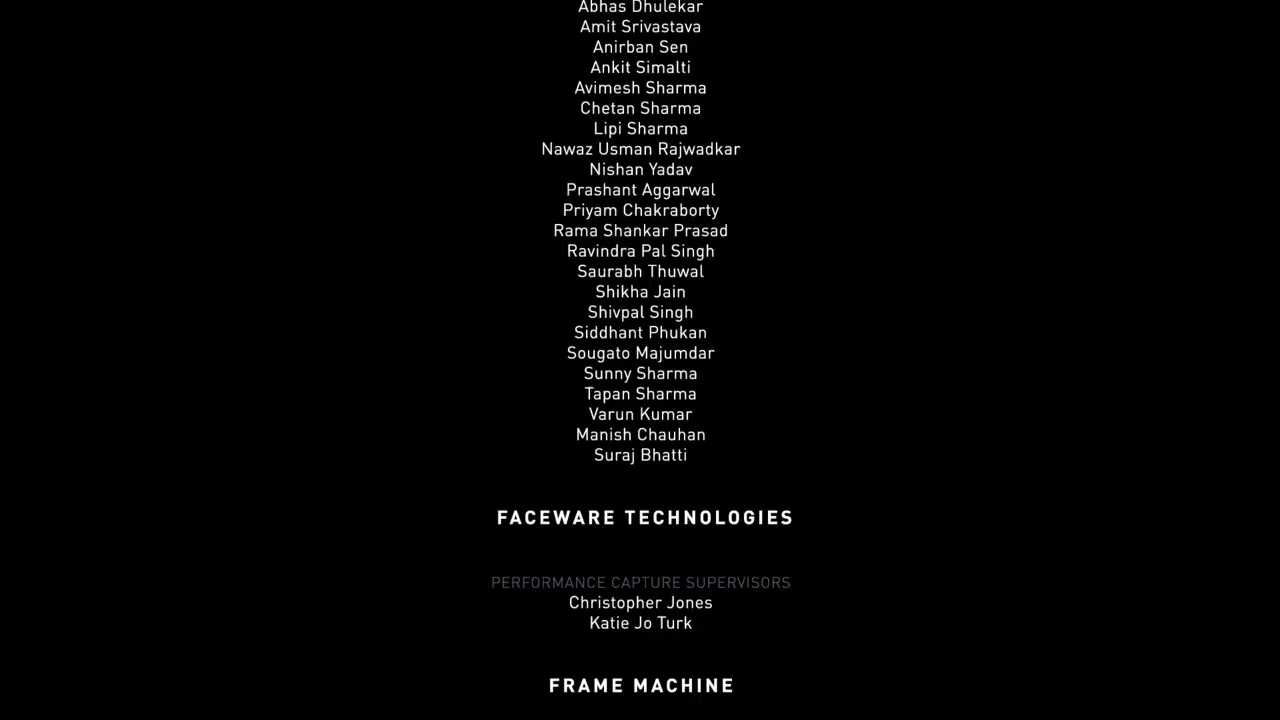 Abhas Dhulekar
Amit Srivastava
Anirban Sen
Ankit Simalti
Avimesh Sharma
Chetan Sharma
Lipi Sharma
Nawaz Usman Rajwadkar
Nishan Yadav
Prashant Aggarwal
Priyam Chakraborty
Rama Shankar Prasad
Ravindra Pal Singh
Saurabh Thuwal
Shikha Jain
Shivpal Singh
Siddhant Phukan
Sougato Majumdar
Sunny Sharma
Tapan Sharma
Varun Kumar
Manish Chauhan
Suraj Bhatti
FACEWARE TECHNOLOGIES
PERFORMANCE CAPTURE SUPERVISORS
Christopher Jones
Katie Jo Turk
FRAME MACHINE